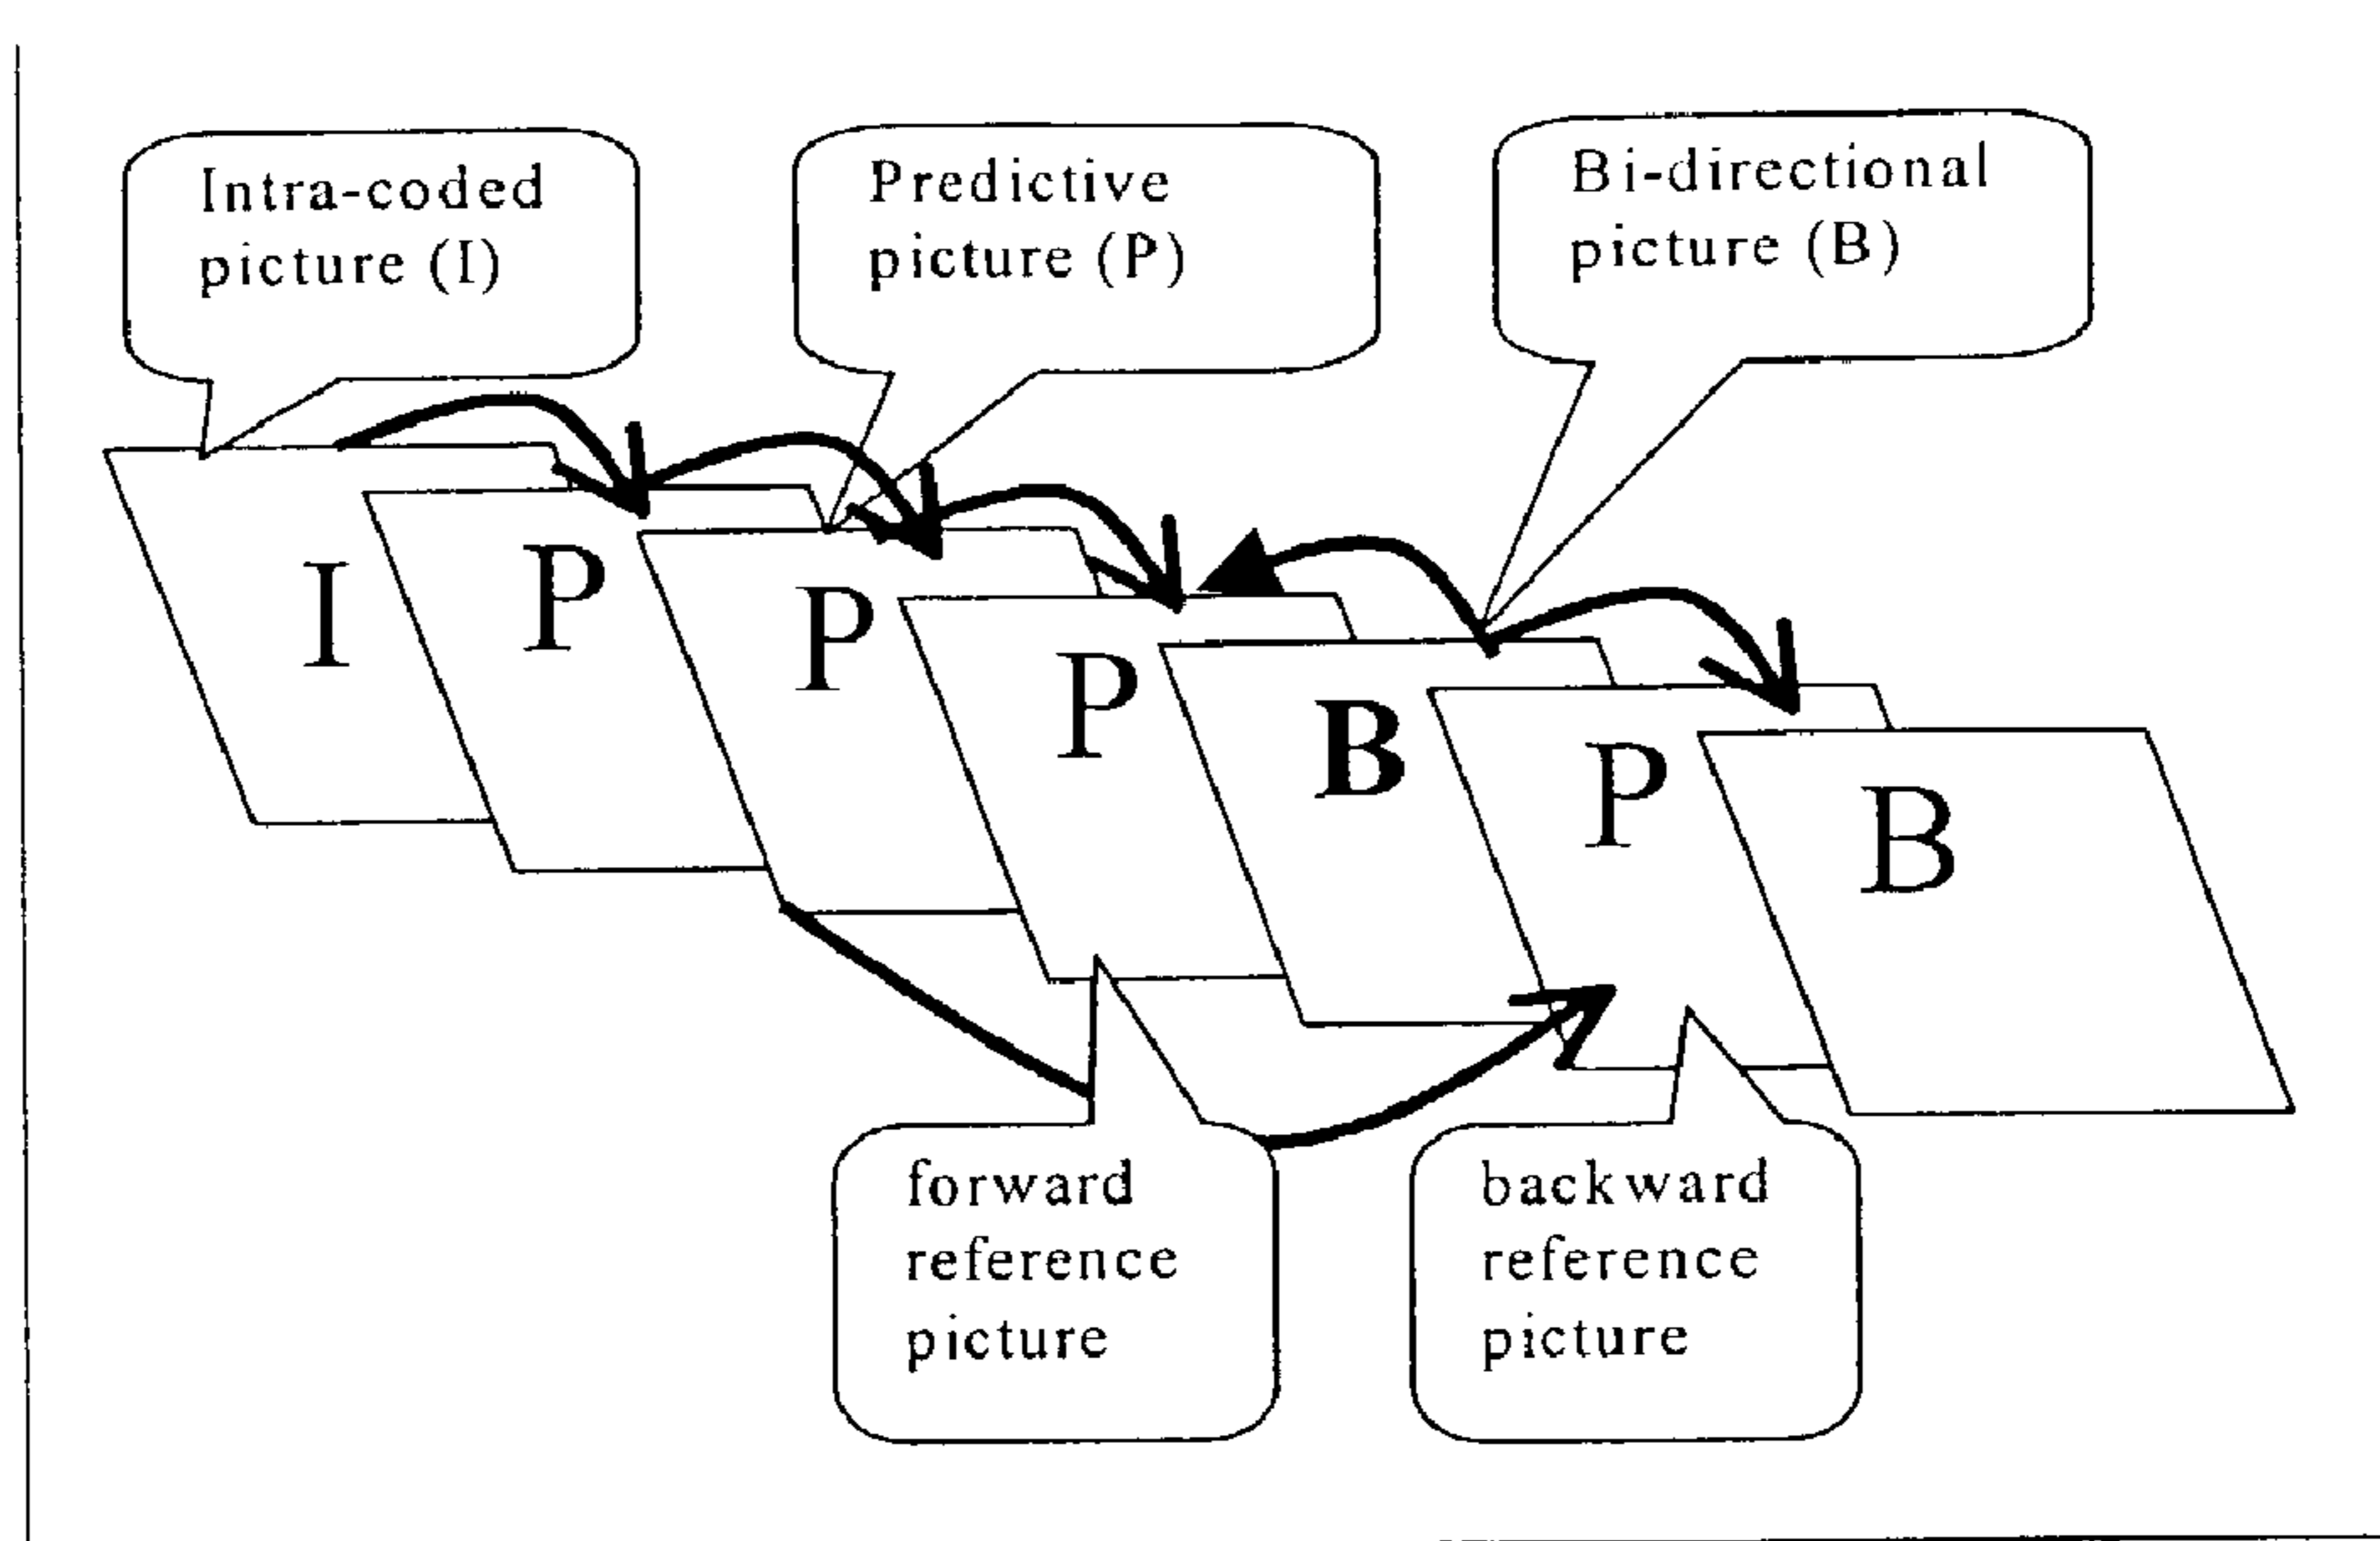 Intra-coded
picture (I)
Predictive
picture (P)
Bi-directional
picture (B)
I
P
P
P
B
P
B
forward
reference
picture
backward
reference
picture